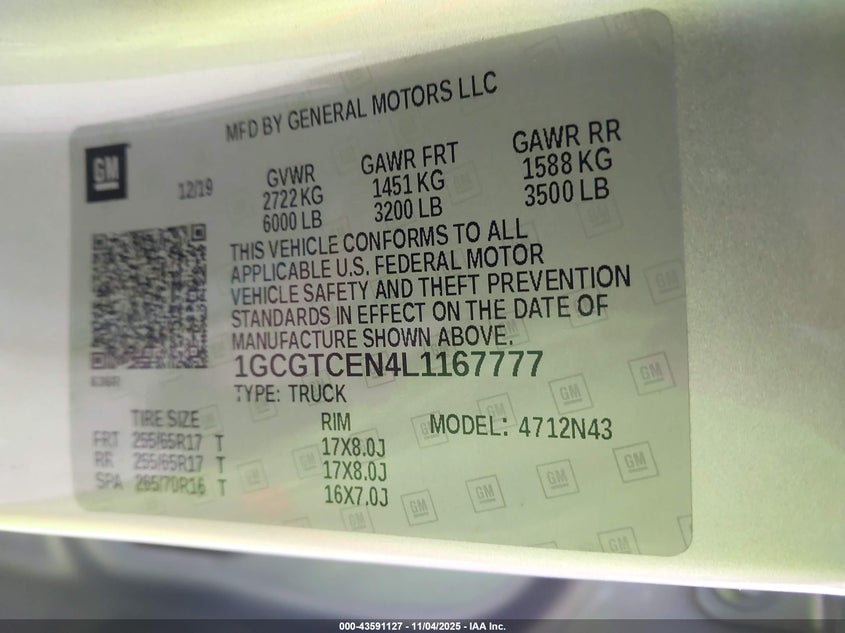 MFD BY GENERAL MOTORS LLC
GM
12/19
GVWR
2722 KG
6000 LB
GAWR FRT
1451 KG
3200 LB
GAWR RR
1588 KG
3500 LB
THIS VEHICLE CONFORMS TO ALL
APPLICABLE U.S. FEDERAL MOTOR
VEHICLE SAFETY AND THEFT PREVENTION
STANDARDS IN EFFECT ON THE DATE OF
MANUFACTURE SHOWN ABOVE.
1GCGTCEN4L1167777
TYPE: TRUCK
TIRE SIZE RIM MODEL: 4712N43
FRT 255/65R17 T 17X8.0J
RR 255/65R17 T 17X8.0J
SPA 265/70R16 T 16X7.0J
000-43591127 - 11/04/2025 - IAA Inc.